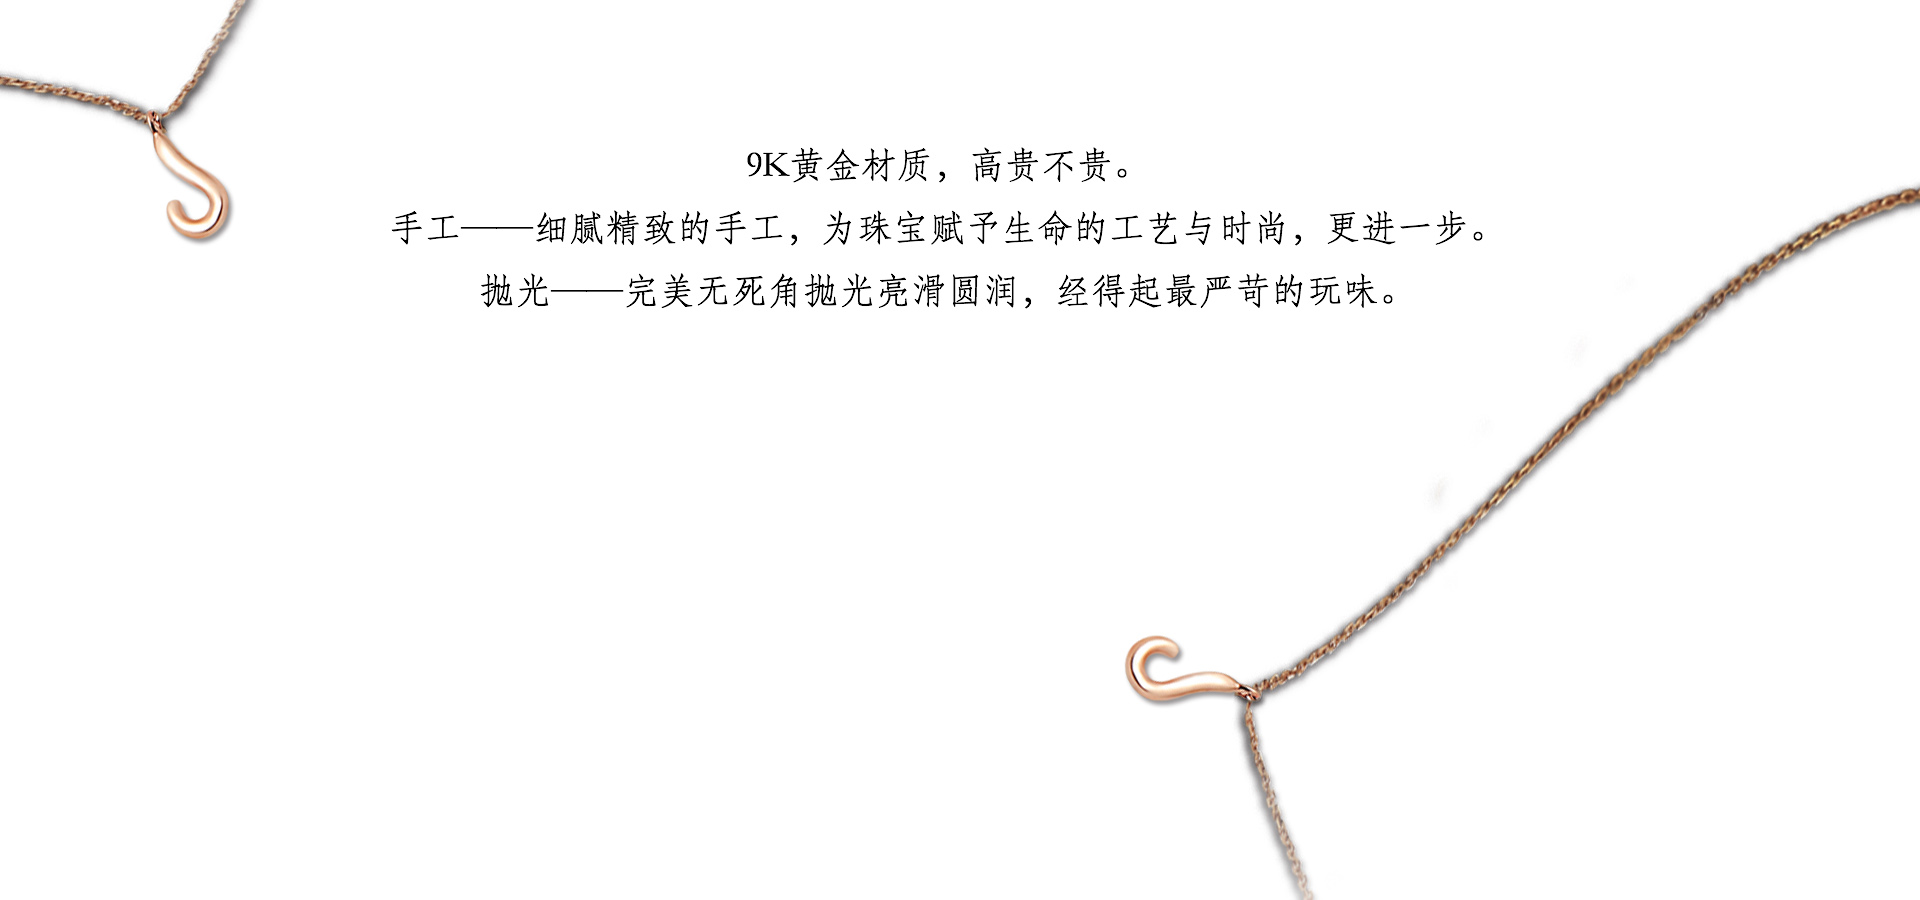 9K黄金材质，高贵不贵。
手工——细腻精致的手工，为珠宝赋予生命的工艺与时尚，更进一步。
抛光——完美无死角抛光亮滑圆润，经得起最严苛的玩味。